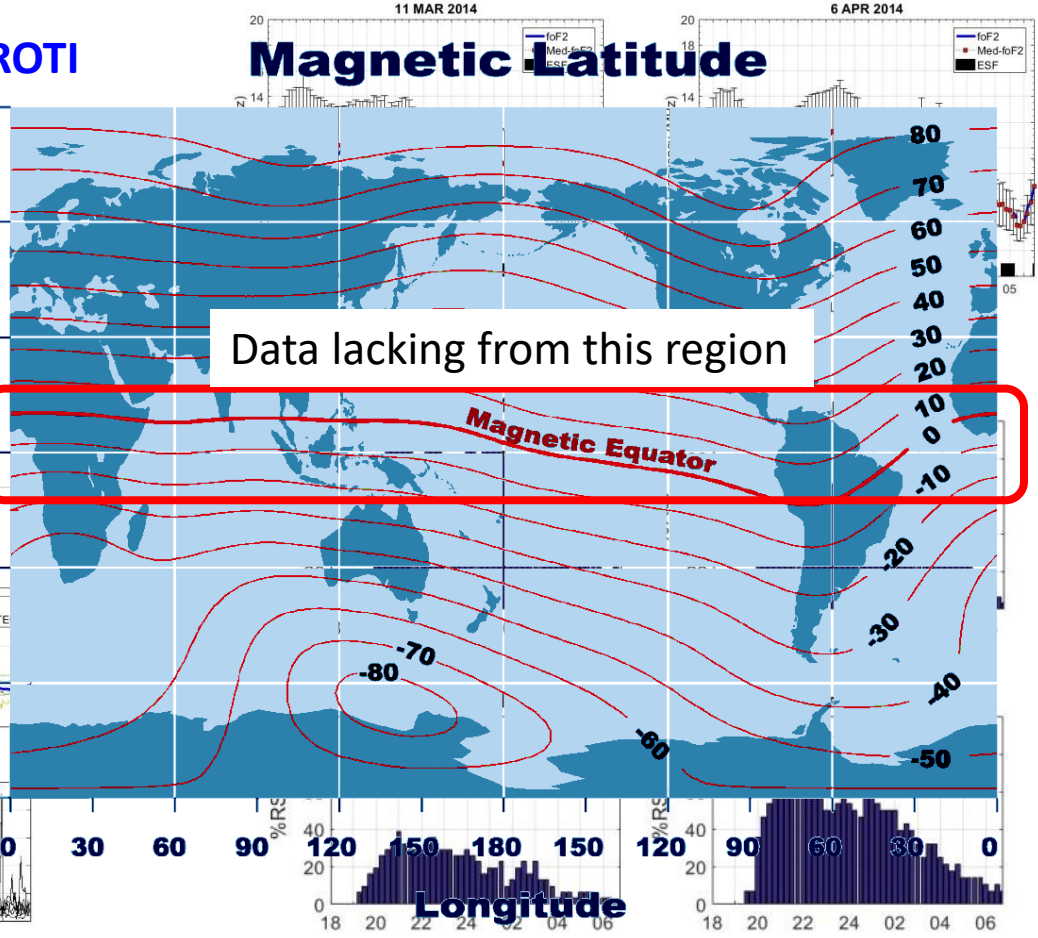 11 MAR 2014
6 APR 2014
ROTI
Magnetic Latitude
20
18
14
foF2
Med-foF2
ESF
20
18
14
foF2
Med-foF2
ESF
80
70
60
50
05
40
30
Data lacking from this region
20
10
Magnetic Equator
0
-10
-20
-30
-70
-80
-40
-60
-50
0 30 60 90 120 150 180 150 120 90 60 30 0
%RS
40
20
0
%RS
40
20
0
Longitude
18 20 22 24 02 04 06
18 20 22 24 02 04 06